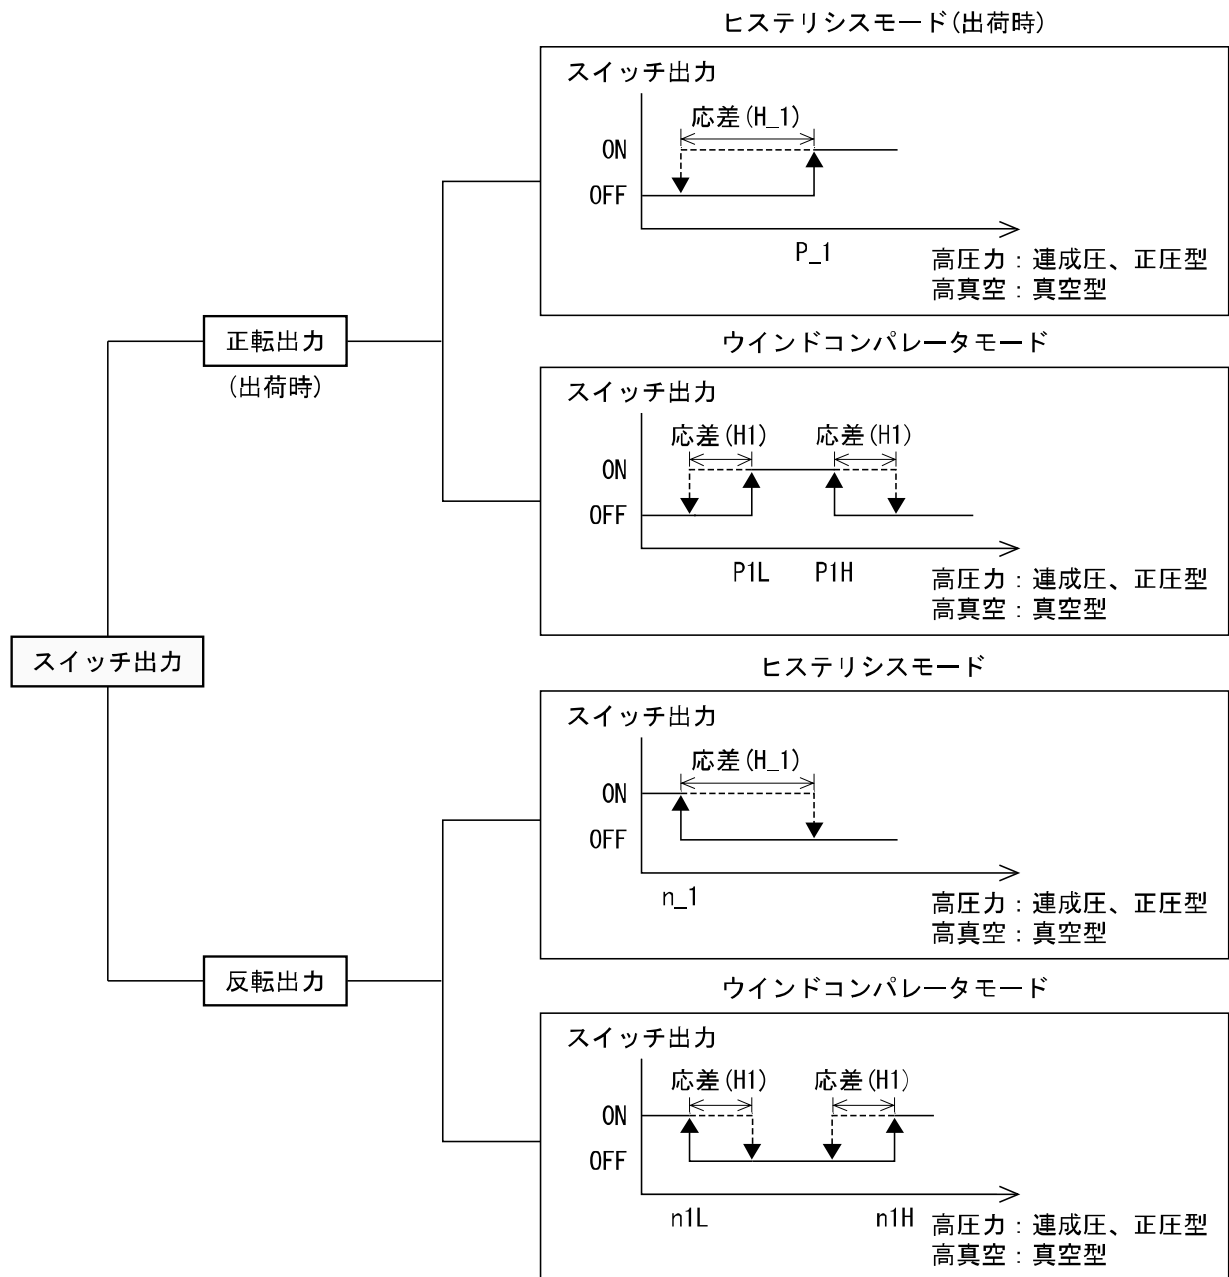 ヒステリシスモード(出荷時)
スイッチ出力
応差(H_1)
ON
OFF
P_1
高圧力：連成圧、正圧型
高真空：真空型
正転出力
(出荷時)
ウインドコンパレータモード
スイッチ出力
応差(H1)
応差(H1)
ON
OFF
P1L
P1H
高圧力：連成圧、正圧型
高真空：真空型
スイッチ出力
ヒステリシスモード
スイッチ出力
応差(H_1)
ON
OFF
n_1
高圧力：連成圧、正圧型
高真空：真空型
反転出力
ウインドコンパレータモード
スイッチ出力
応差(H1)
応差(H1)
ON
OFF
n1L
n1H
高圧力：連成圧、正圧型
高真空：真空型